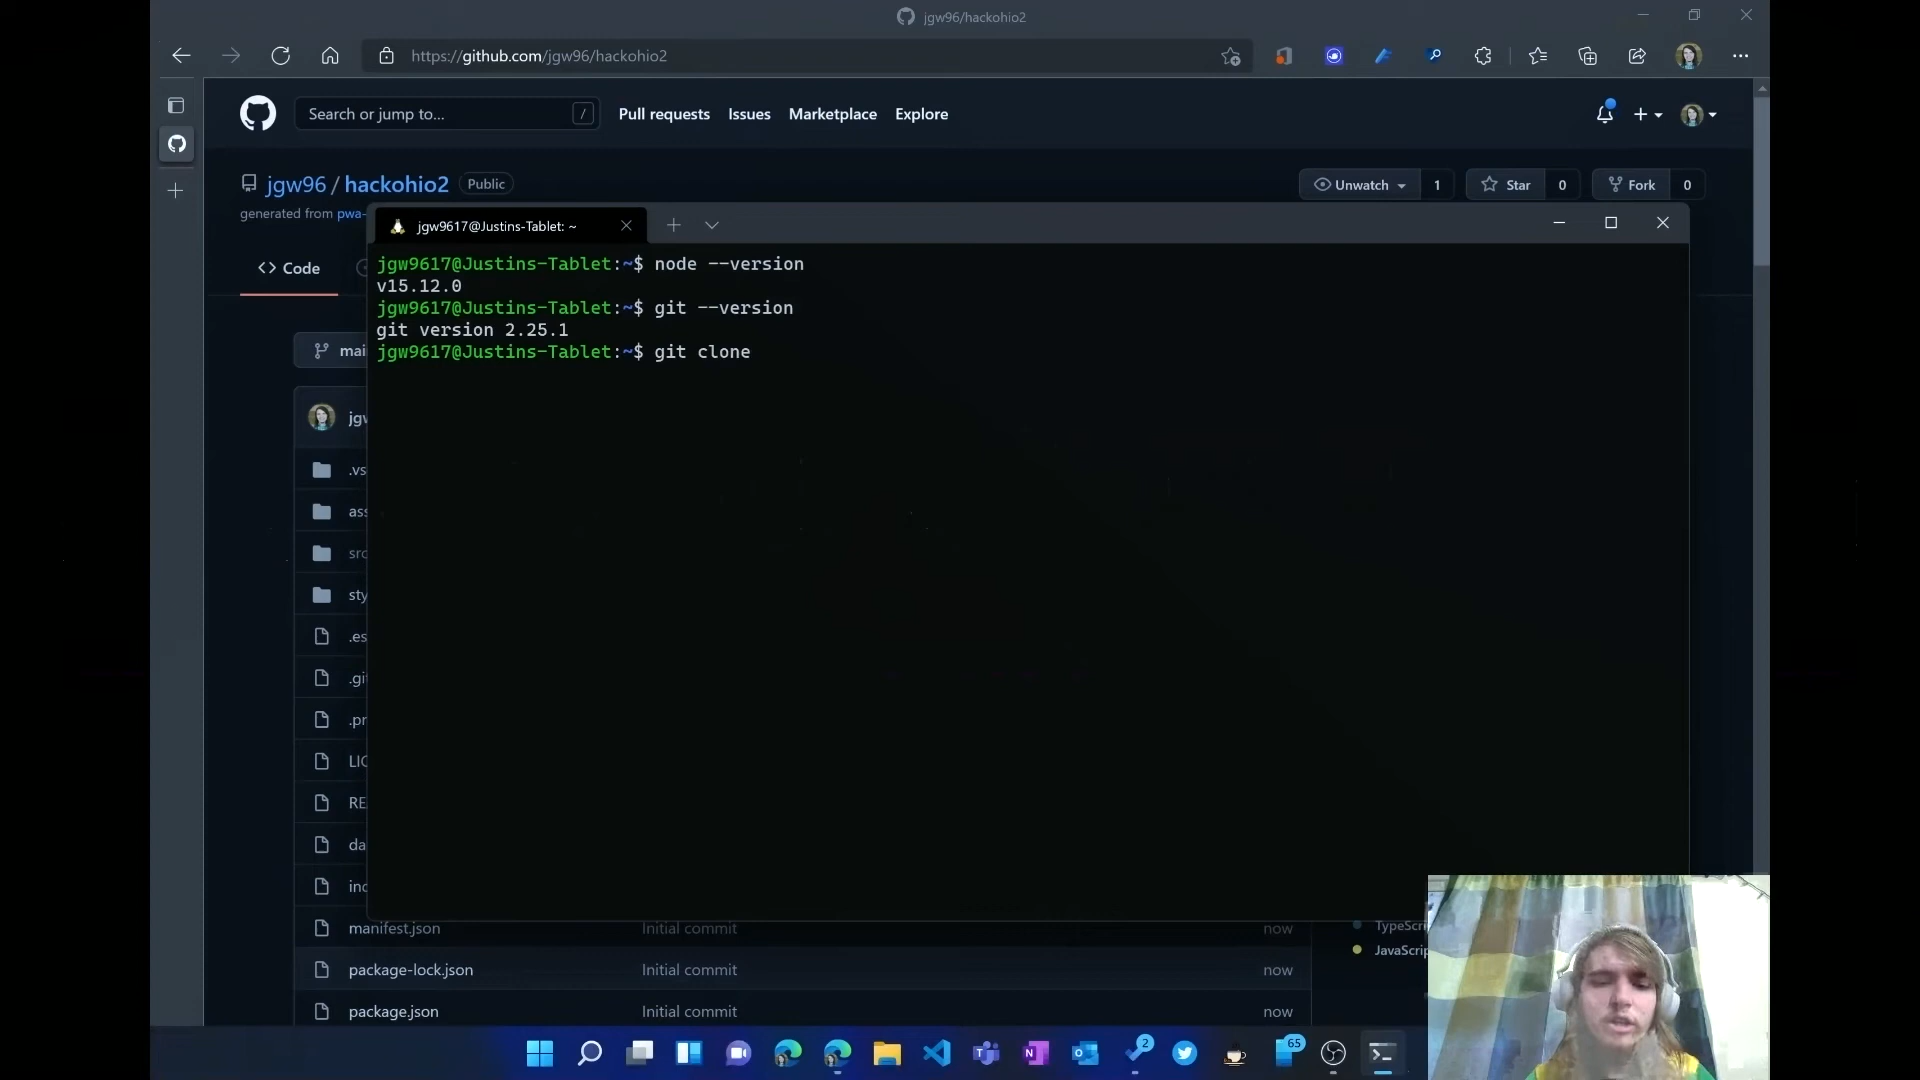 jgw96/hackohio2
https://github.com/jgw96/hackohio2
Search or jump to...
/
Pull requests
Issues
Marketplace
Explore
jgw96 / hackohio2
Public
Unwatch
1
Star
0
Fork
0
generated from pwa-
jgw9617@Justins-Tablet: ~
Code
jgw9617@Justins-Tablet:~$ node --version
v15.12.0
jgw9617@Justins-Tablet:~$ git --version
git version 2.25.1
jgw9617@Justins-Tablet:~$ git clone
mai
jgw
.vs
ass
src
sty
.es
.git
.pr
LIC
RE
da
ind
manifest.json
Initial commit
now
TypeScri
JavaScrip
package-lock.json
Initial commit
now
package.json
Initial commit
now
2
65